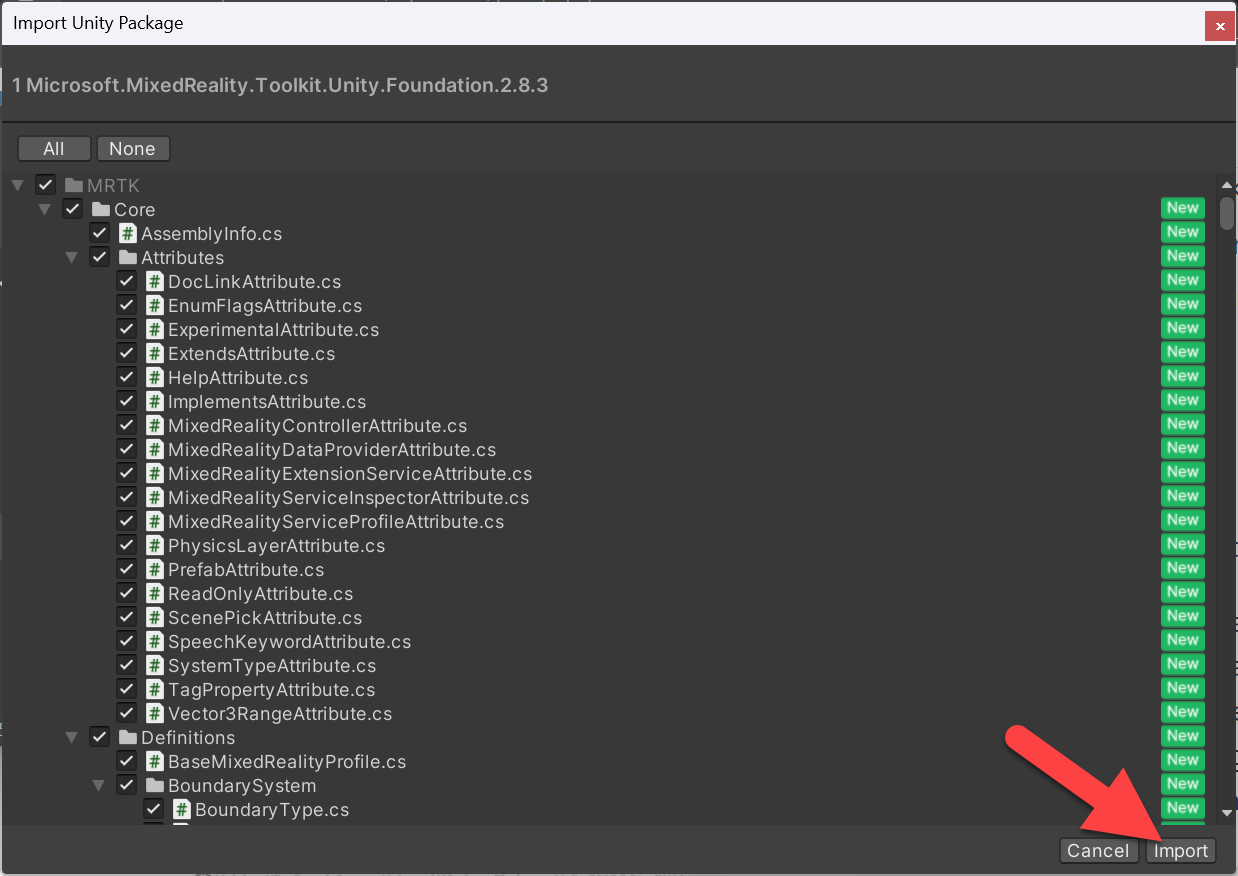 Import Unity Package
1 Microsoft.MixedReality.Toolkit.Unity.Foundation.2.8.3
All None
MRTK
Core New
AssemblyInfo.cs New
Attributes New
DocLinkAttribute.cs New
EnumFlagsAttribute.cs New
ExperimentalAttribute.cs New
ExtendsAttribute.cs New
HelpAttribute.cs New
ImplementsAttribute.cs New
MixedRealityControllerAttribute.cs New
MixedRealityDataProviderAttribute.cs New
MixedRealityExtensionServiceAttribute.cs New
MixedRealityServiceInspectorAttribute.cs New
MixedRealityServiceProfileAttribute.cs New
PhysicsLayerAttribute.cs New
PrefabAttribute.cs New
ReadOnlyAttribute.cs New
ScenePickAttribute.cs New
SpeechKeywordAttribute.cs New
SystemTypeAttribute.cs New
TagPropertyAttribute.cs New
Vector3RangeAttribute.cs New
Definitions New
BaseMixedRealityProfile.cs New
BoundarySystem New
BoundaryType.cs New
Cancel Import